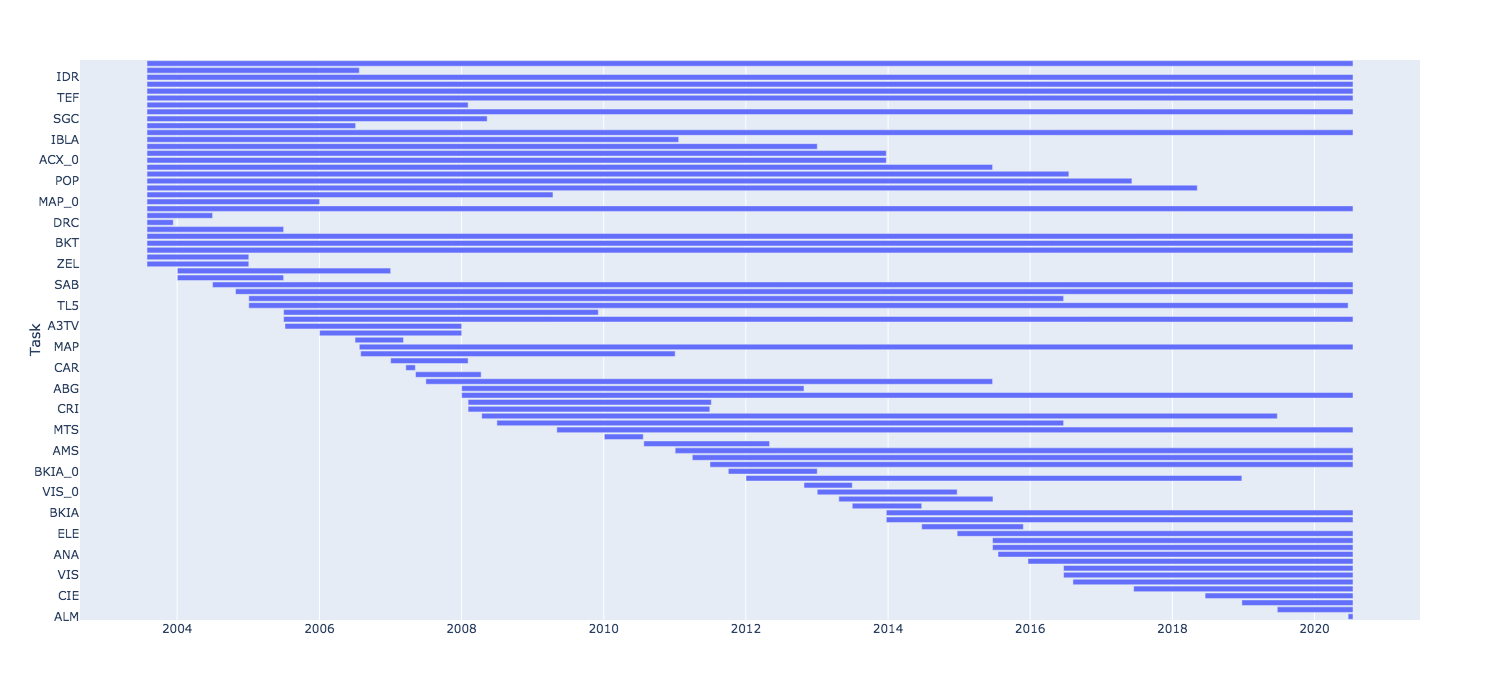 IDR
TEF
SGC
IBLA
ACX_0
POP
MAP_0
DRC
BKT
ZEL
SAB
TL5
A3TV
MAP
CAR
ABG
CRI
MTS
AMS
BKIA_0
VIS_0
BKIA
ELE
ANA
VIS
CIE
ALM
Task
2004 2006 2008 2010 2012 2014 2016 2018 2020